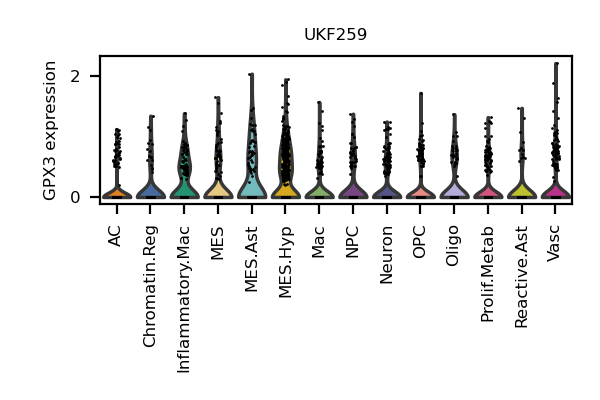 UKF259
GPX3 expression
2
0
AC
Chromatin.Reg
Inflammatory.Mac
MES
MES.Ast
MES.Hyp
Mac
NPC
Neuron
OPC
Oligo
Prolif.Metab
Reactive.Ast
Vasc